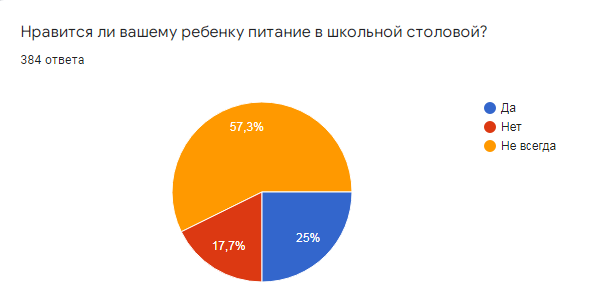 Нравится ли вашему ребенку питание в школьной столовой?
384 ответа
Да
Нет
Не всегда
57,3%
25%
17,7%